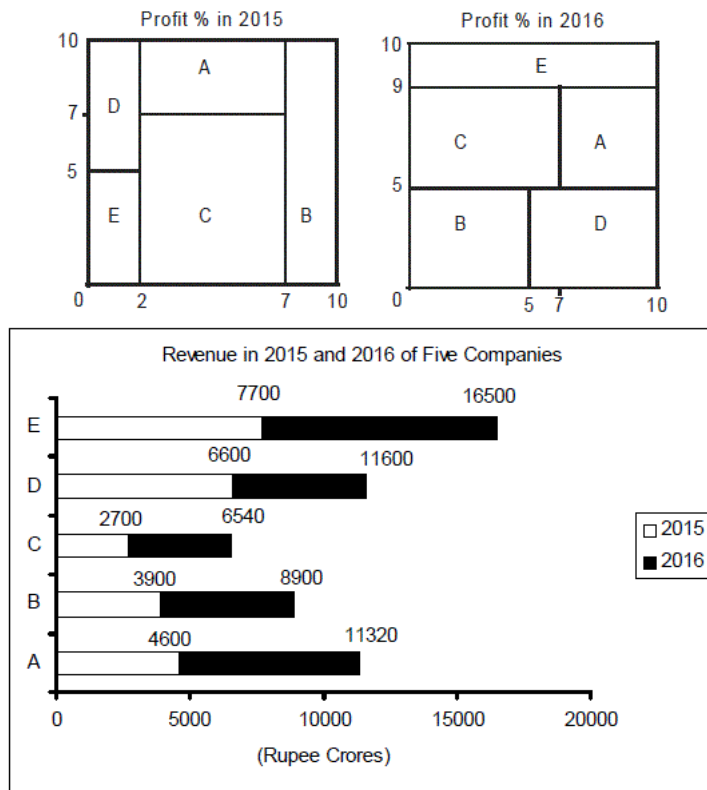 Profit % in 2015
10
A
D
7
5
E
C
B
0
2
7
10
Profit % in 2016
10
E
9
C
A
5
B
D
0
5
7
10
Revenue in 2015 and 2016 of Five Companies
7700
16500
E
6600
11600
D
2700
6540
C
3900
8900
B
4600
11320
A
2015
2016
0
5000
10000
15000
20000
(Rupee Crores)